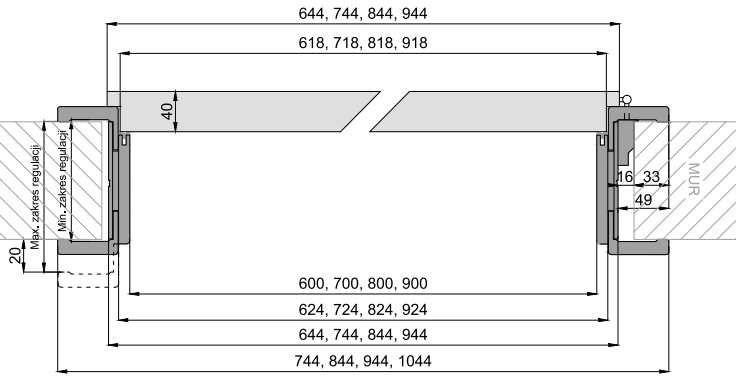 644, 744, 844, 944
618, 718, 818, 918
40
Max. zakres regulacji
Min. zakres regulacji
20
16
33
49
MUR
600, 700, 800, 900
624, 724, 824, 924
644, 744, 844, 944
744, 844, 944, 1044